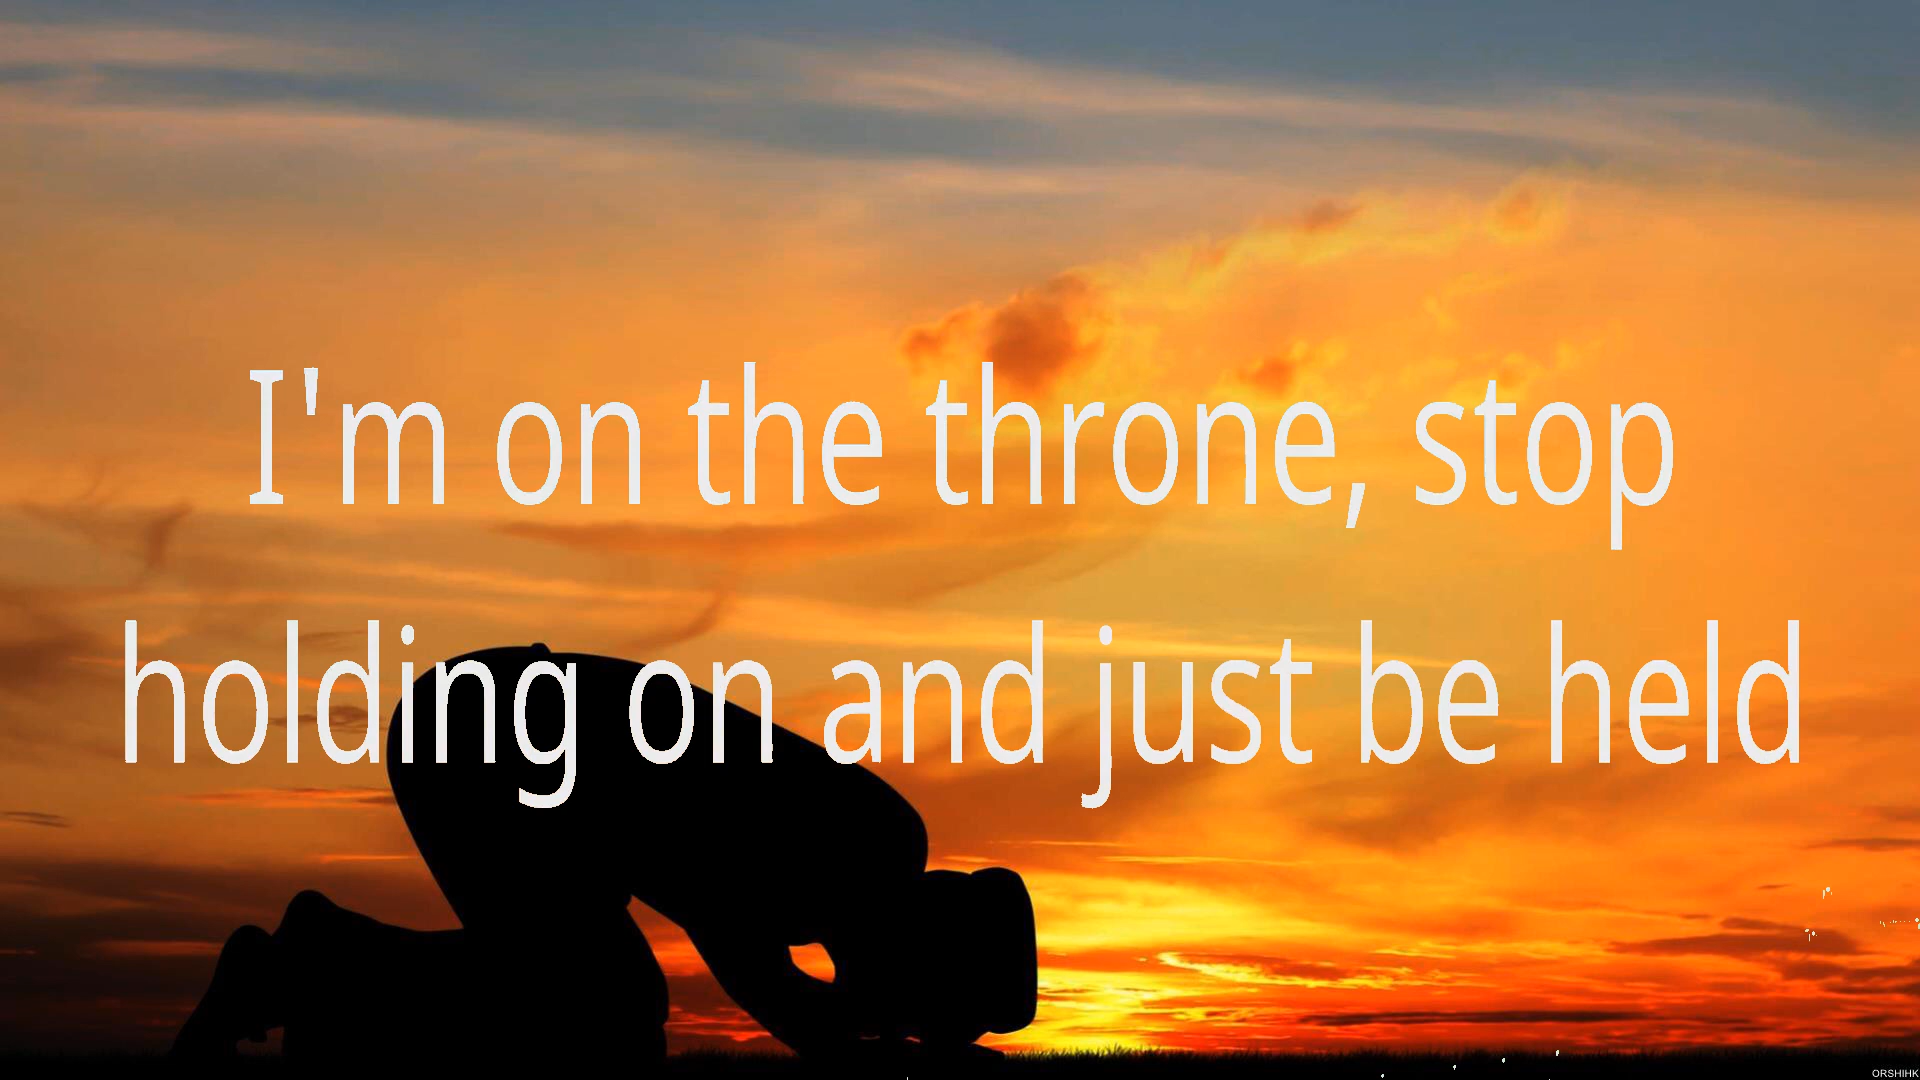 I'm on the throne, stop
holding on and just be held
ORSHIHK